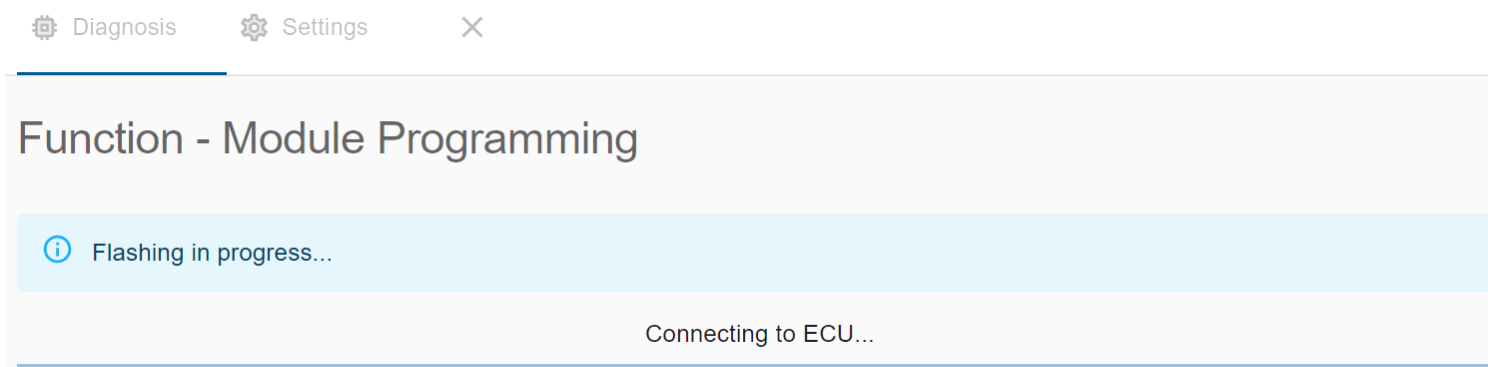 Diagnosis Settings
Function - Module Programming
Flashing in progress...
Connecting to ECU...